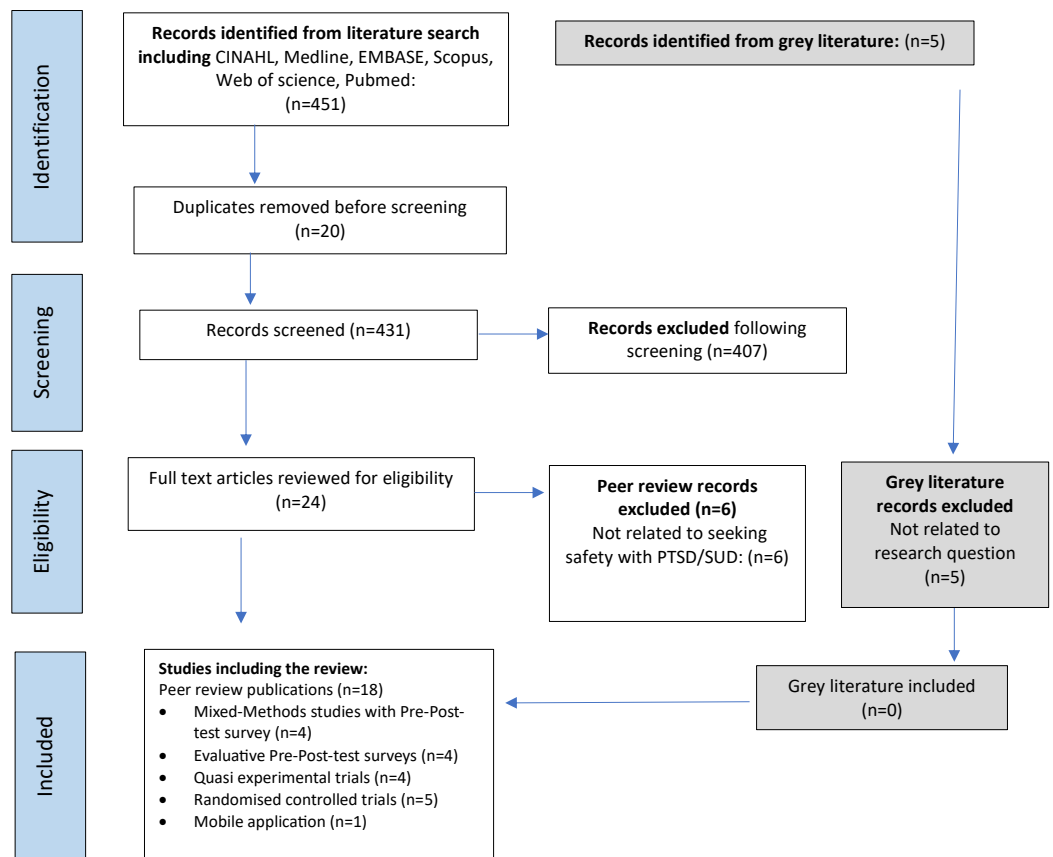 Identification
Records identified from literature search
including CINAHL, Medline, EMBASE, Scopus,
Web of science, Pubmed:
(n=451)
Records identified from grey literature: (n=5)
Duplicates removed before screening
(n=20)
Screening
Records screened (n=431)
Records excluded following
screening (n=407)
Eligibility
Full text articles reviewed for eligibility
(n=24)
Peer review records
excluded (n=6)
Not related to seeking
safety with PTSD/SUD: (n=6)
Grey literature
records excluded
Not related to
research question
(n=5)
Included
Studies including the review:
Peer review publications (n=18)
• Mixed-Methods studies with Pre-Post-
test survey (n=4)
• Evaluative Pre-Post-test surveys (n=4)
• Quasi experimental trials (n=4)
• Randomised controlled trials (n=5)
• Mobile application (n=1)
Grey literature included
(n=0)